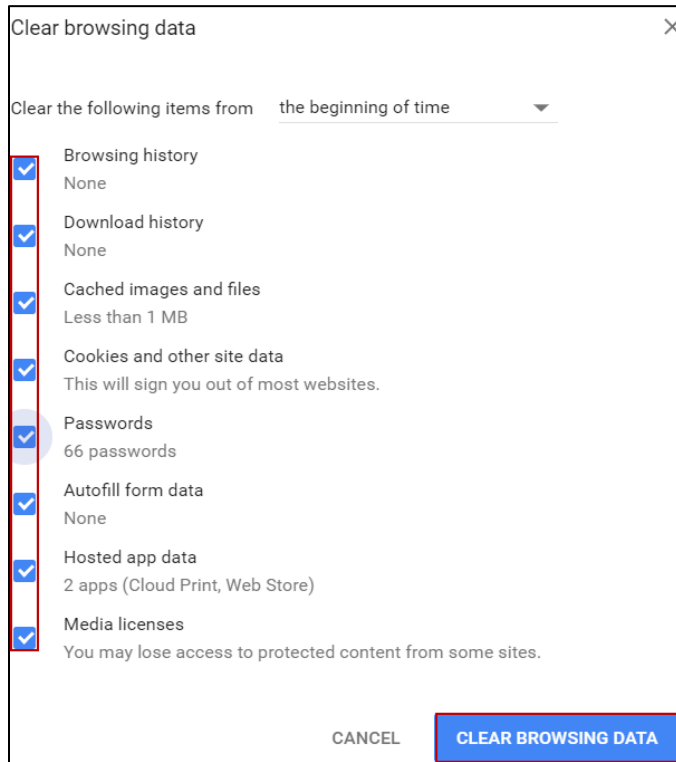 Clear browsing data
Clear the following items from the beginning of time
Browsing history
None
Download history
None
Cached images and files
Less than 1 MB
Cookies and other site data
This will sign you out of most websites.
Passwords
66 passwords
Autofill form data
None
Hosted app data
2 apps (Cloud Print, Web Store)
Media licenses
You may lose access to protected content from some sites.
CANCEL CLEAR BROWSING DATA